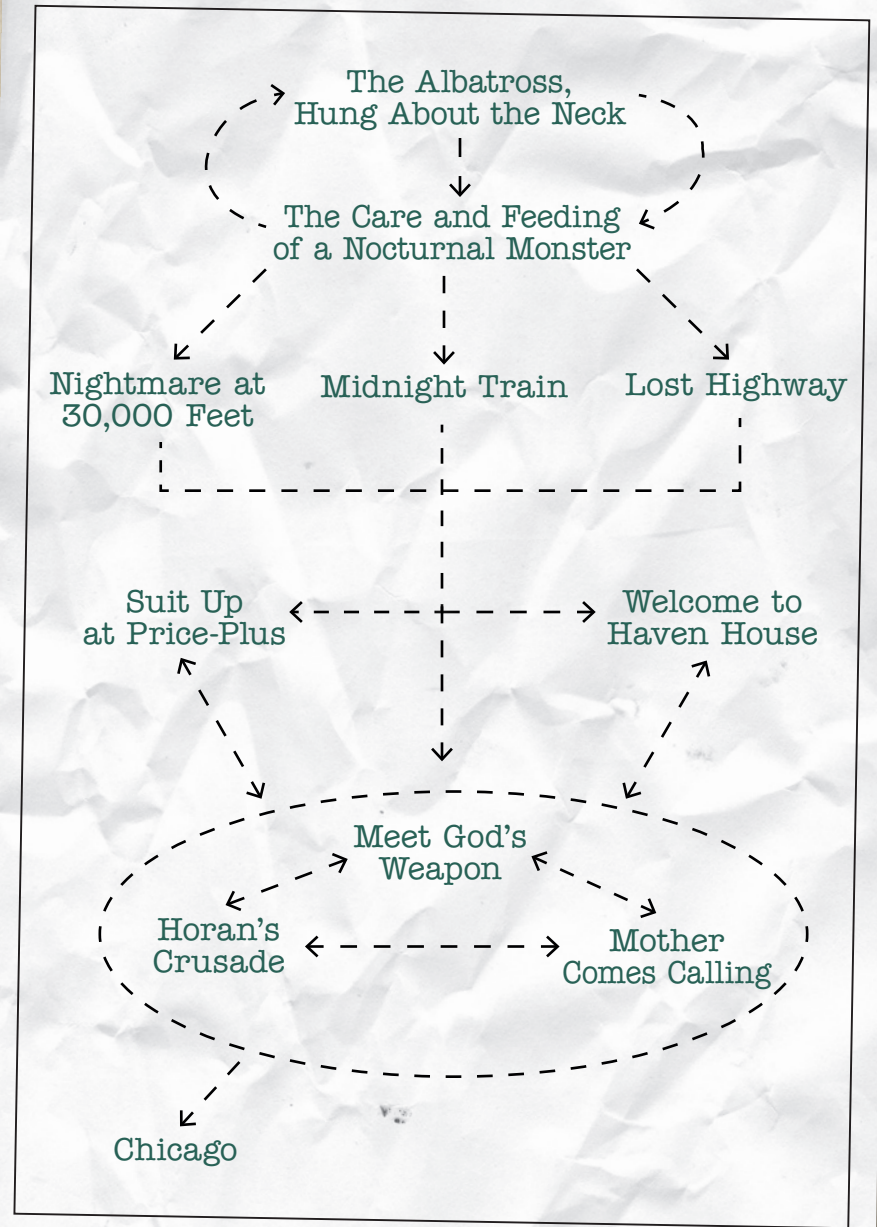 The Albatross,
Hung About the Neck
The Care and Feeding
of a Nocturnal Monster
Nightmare at
30,000 Feet
Midnight Train
Lost Highway
Suit Up
at Price-Plus
Welcome to
Haven House
Meet God’s
Weapon
Horan’s
Crusade
Mother
Comes Calling
Chicago